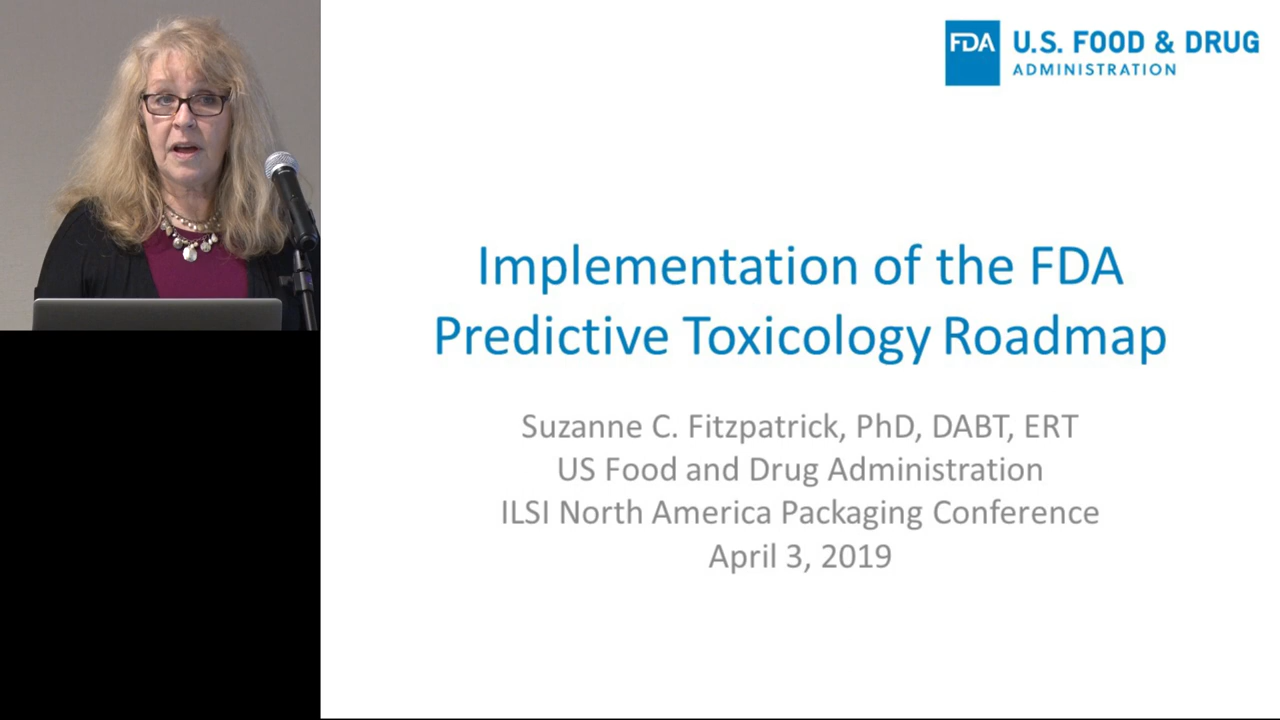 FDA U.S. FOOD & DRUG
ADMINISTRATION
Implementation of the FDA
Predictive Toxicology Roadmap
Suzanne C. Fitzpatrick, PhD, DABT, ERT
US Food and Drug Administration
ILSI North America Packaging Conference
April 3, 2019